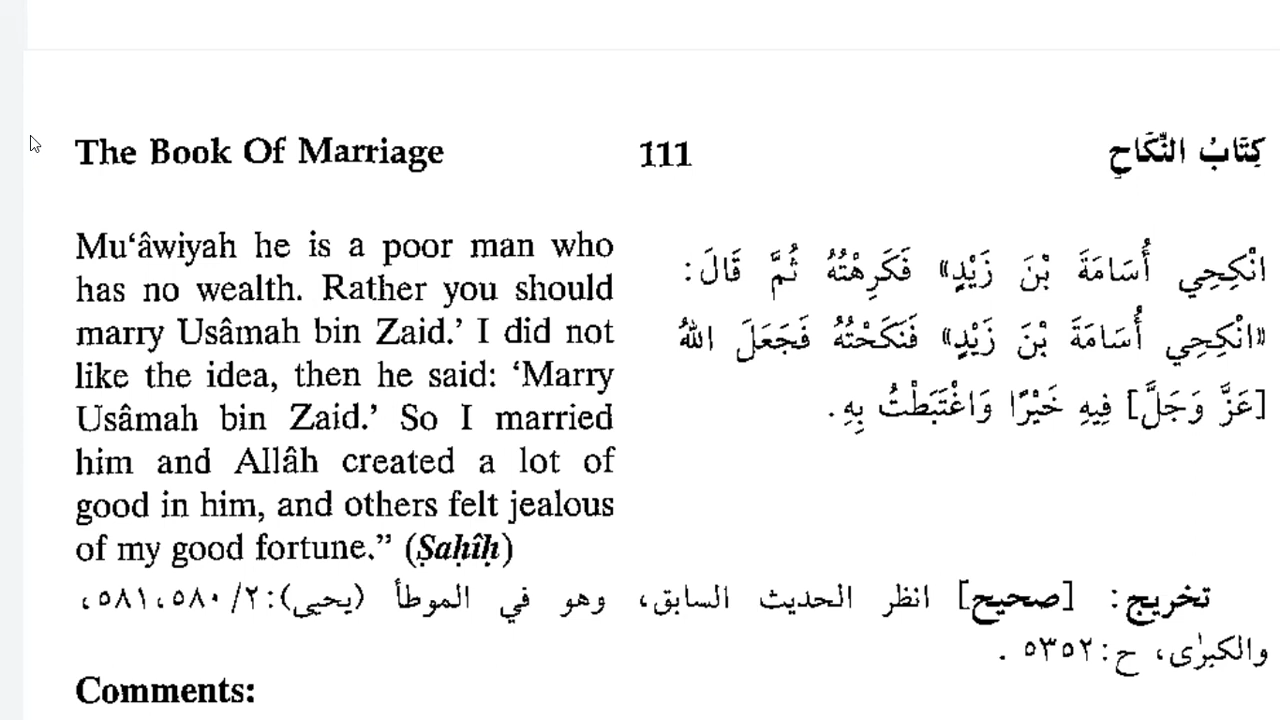 The Book Of Marriage 111 كِتَابُ النِّكَاحِ
Mu‘âwiyah he is a poor man who
has no wealth. Rather you should
marry Usâmah bin Zaid.’ I did not
like the idea, then he said: ‘Marry
Usâmah bin Zaid.’ So I married
him and Allâh created a lot of
good in him, and others felt jealous
of my good fortune.” (Ṣaḥîḥ)
انْكِحِي أُسَامَةَ بْنَ زَيْدٍ» فَكَرِهْتُهُ ثُمَّ قَالَ:
«انْكِحِي أُسَامَةَ بْنَ زَيْدٍ» فَنَكَحْتُهُ فَجَعَلَ اللهُ
[عَزَّ وَجَلَّ] فِيهِ خَيْرًا وَاغْتَبَطْتُ بِهِ.
تخريج: [صحيح] انظر الحديث السابق، وهو في الموطأ (يحيى):٢/ ٥٨٠،٥٨١،
والكبرٰى، ح:٥٣٥٢ .
Comments: